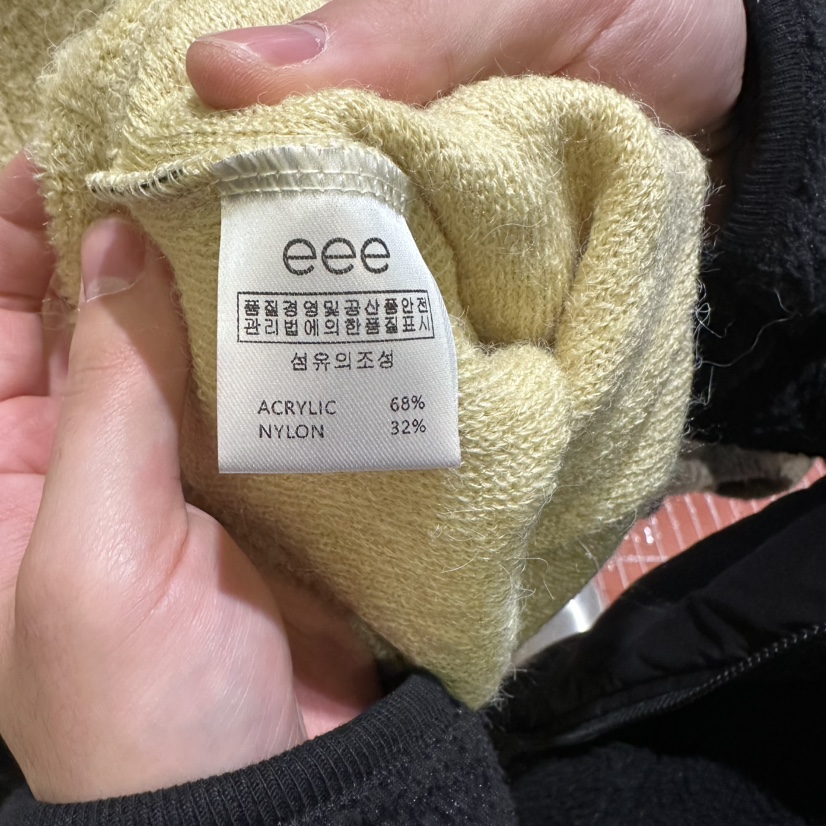 eee
품질경영및공산품안전
관리법에의한품질표시
섬유의조성
ACRYLIC 68%
NYLON 32%